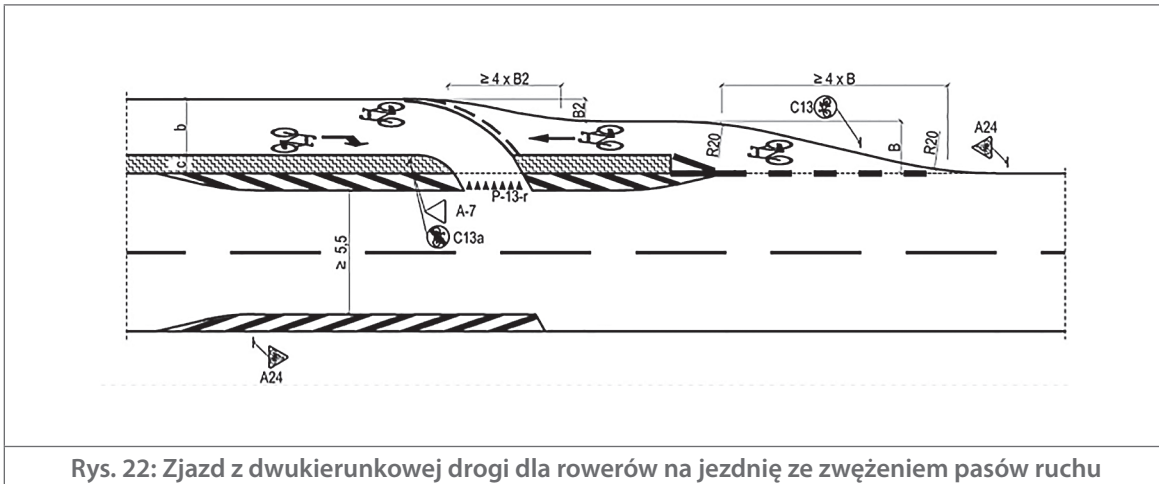 ≥ 4 x B2
≥ 4 x B
B2
C13
A24
b
R20
B
R20
c
P-13-r
A-7
C13a
≥ 5,5
A24
Rys. 22: Zjazd z dwukierunkowej drogi dla rowerów na jezdnię ze zwężeniem pasów ruchu